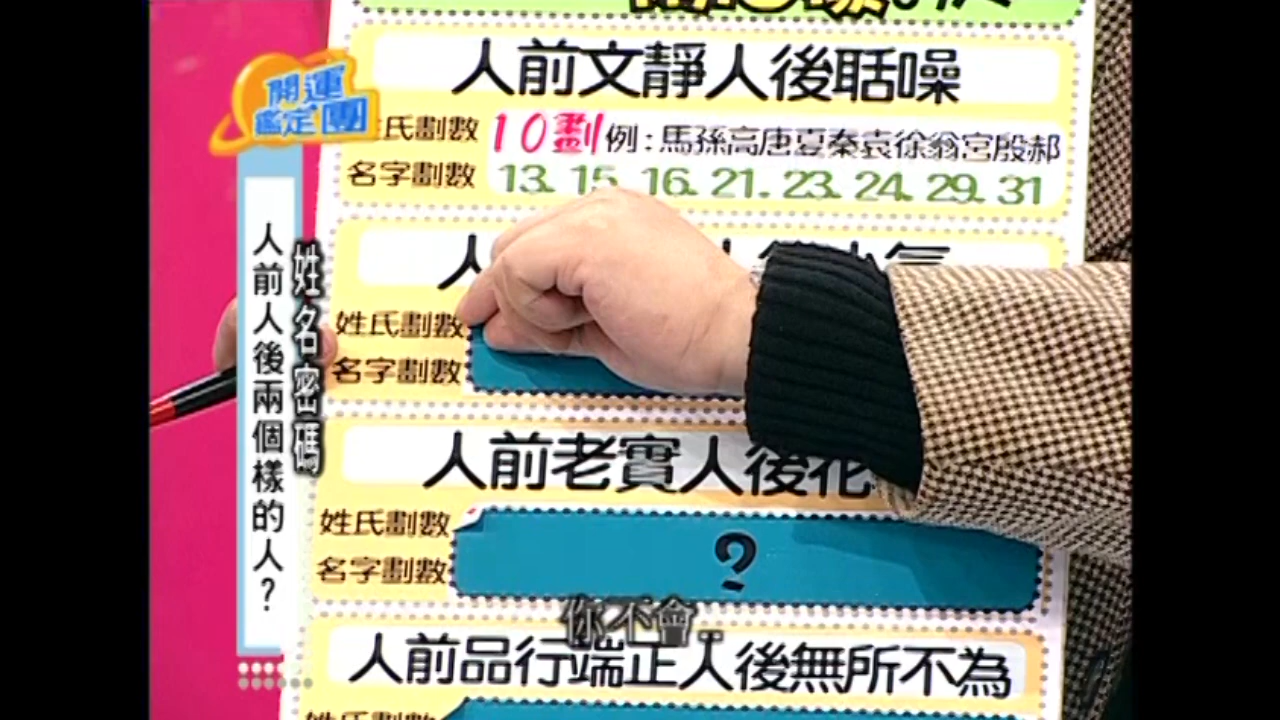 人前文靜人後聒噪
開運
鑑定團
氏劃數 10劃 例:馬孫高唐夏秦袁徐翁宮殷郝
名字劃數 13. 15. 16. 21. 23. 24. 29. 31
姓氏劃數
名字劃數
姓名密碼
人前人後兩個樣的人?
人前老實人後花
姓氏劃數
名字劃數
?
你不會...
人前品行端正人後無所不為
姓氏劃數